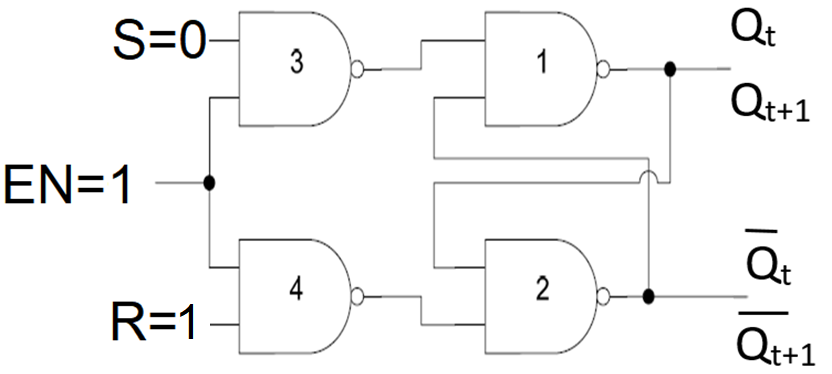 S=0
3
1
Qt
Qt+1
EN=1
R=1
4
2
Q̅t
Q̅t+1